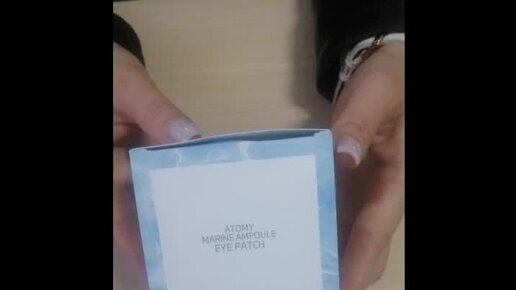 ATOMY
MARINE AMPOULE
EYE PATCH